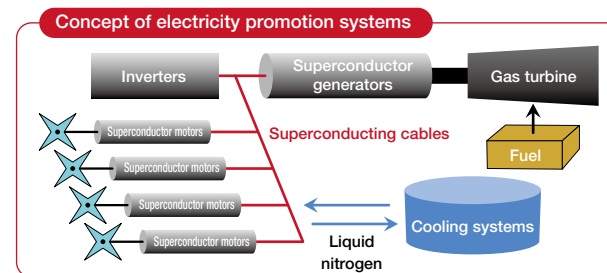 Concept of electricity promotion systems
Inverters
Superconductor
generators
Gas turbine
Superconductor motors
Superconducting cables
Fuel
Superconductor motors
Superconductor motors
Cooling systems
Superconductor motors
Liquid
nitrogen